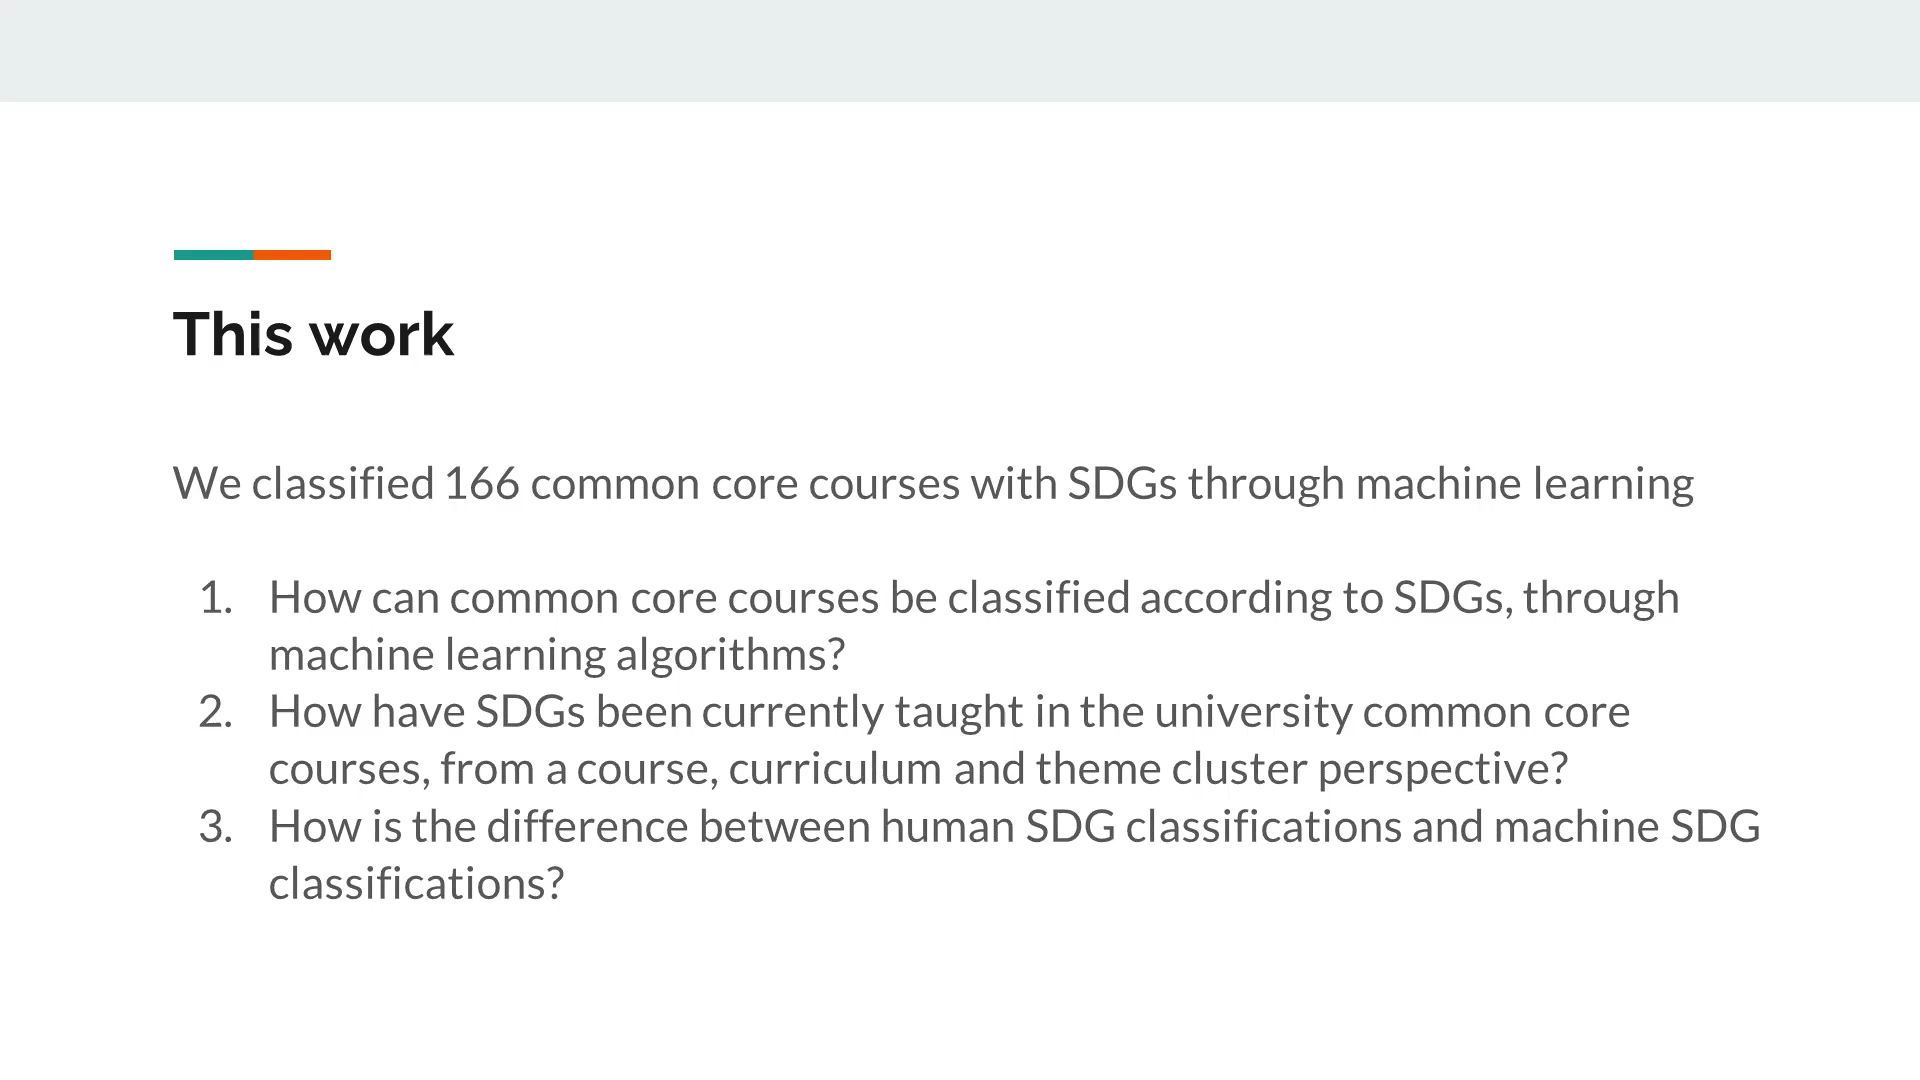 This work
We classified 166 common core courses with SDGs through machine learning
1. How can common core courses be classified according to SDGs, through
machine learning algorithms?
2. How have SDGs been currently taught in the university common core
courses, from a course, curriculum and theme cluster perspective?
3. How is the difference between human SDG classifications and machine SDG
classifications?